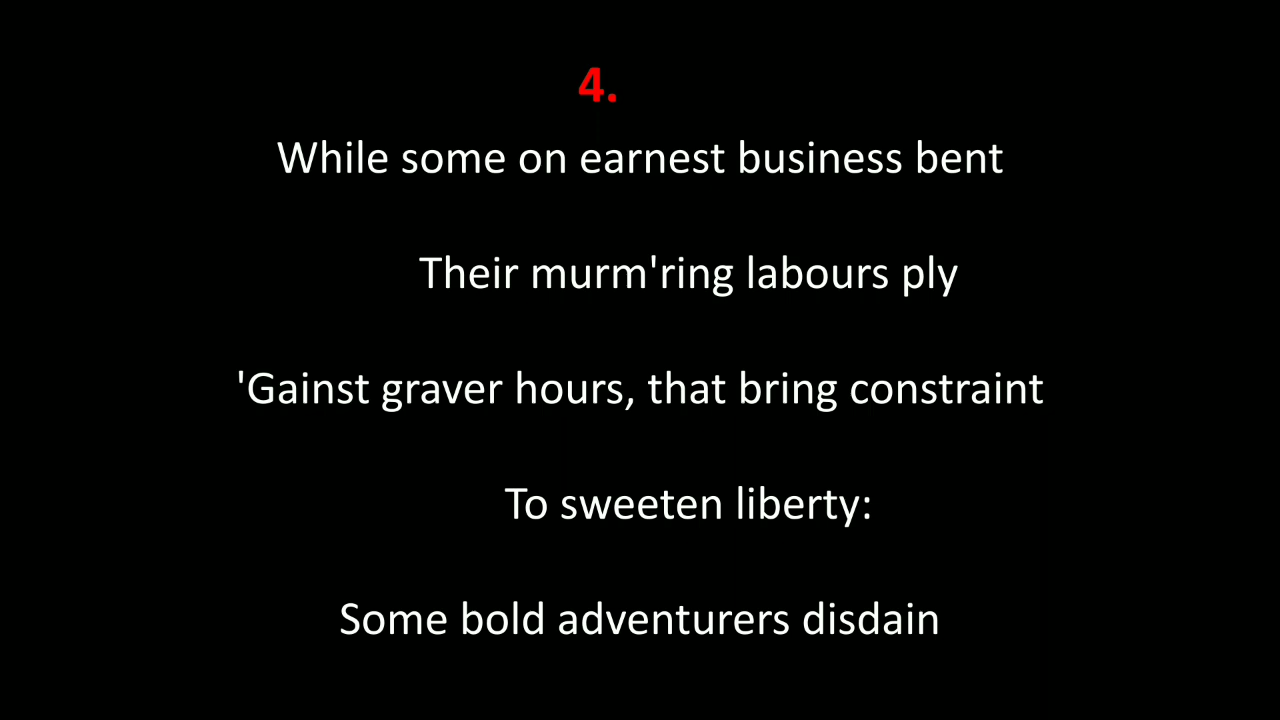 4.
While some on earnest business bent
Their murm'ring labours ply
'Gainst graver hours, that bring constraint
To sweeten liberty:
Some bold adventurers disdain